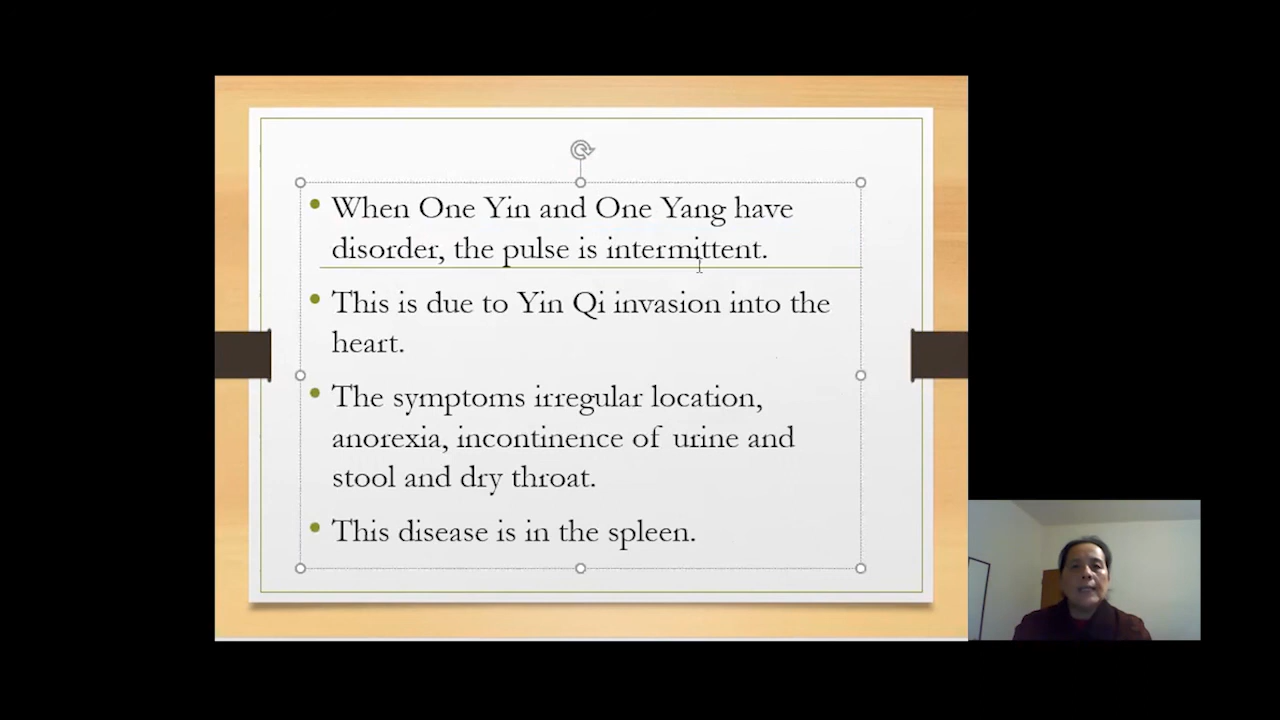 When One Yin and One Yang have
disorder, the pulse is intermittent.
This is due to Yin Qi invasion into the
heart.
The symptoms irregular location,
anorexia, incontinence of urine and
stool and dry throat.
This disease is in the spleen.